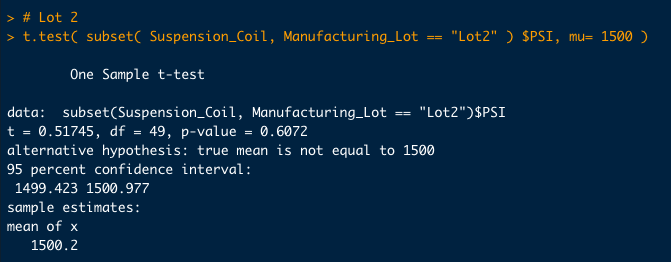 > # Lot 2
> t.test( subset( Suspension_Coil, Manufacturing_Lot == "Lot2" ) $PSI, mu= 1500 )
One Sample t-test
data:  subset(Suspension_Coil, Manufacturing_Lot == "Lot2")$PSI
t = 0.51745, df = 49, p-value = 0.6072
alternative hypothesis: true mean is not equal to 1500
95 percent confidence interval:
1499.423 1500.977
sample estimates:
mean of x
1500.2